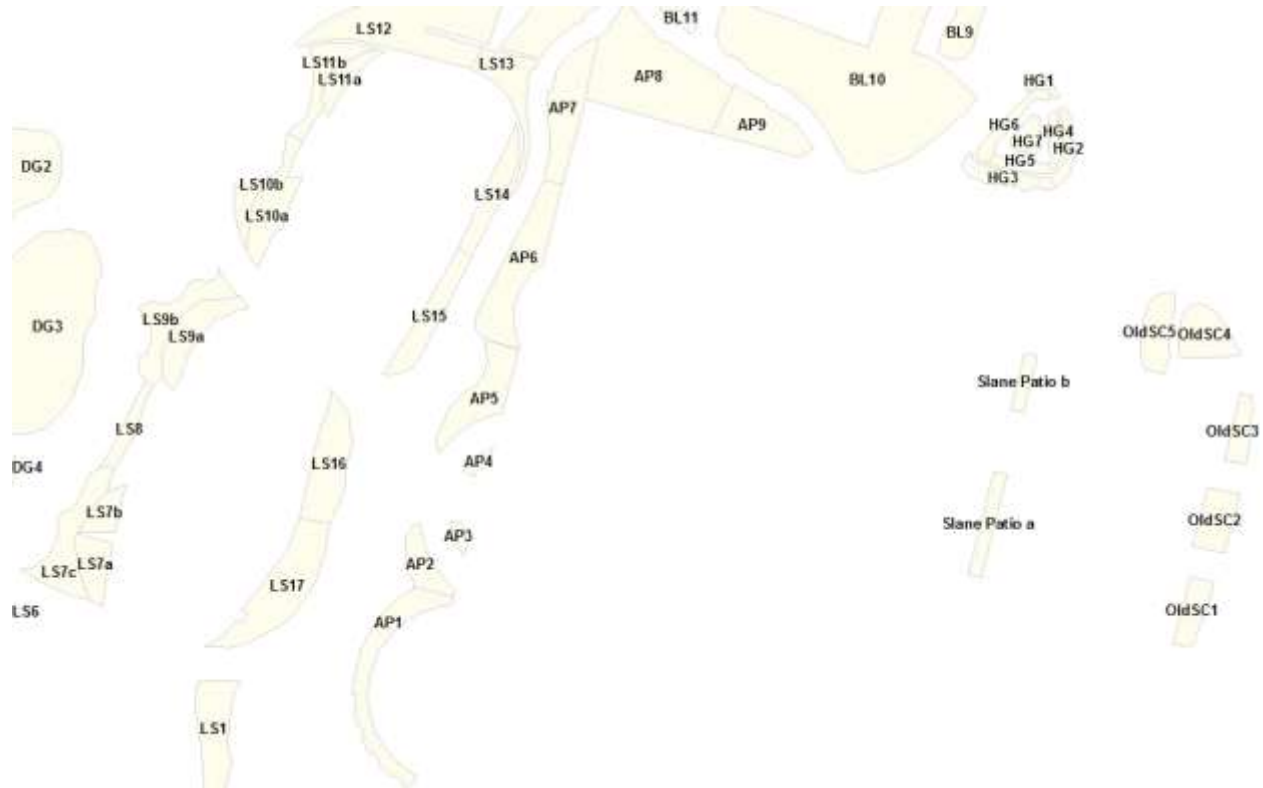 BL11
LS12
BL9
LS11b
LS13
LS11a
AP8
BL10
HG1
AP7
AP9
HG6
HG4
HG7
HG2
HG5
HG3
DG2
LS10b
LS14
LS10a
AP6
LS15
LS9b
DG3
LS9a
OldSC5
OldSC4
Slane Patio b
AP5
LS8
OldSC3
AP4
LS16
DG4
LS7b
Slane Patio a
OldSC2
AP3
AP2
LS7a
LS7c
LS17
LS6
OldSC1
AP1
LS1